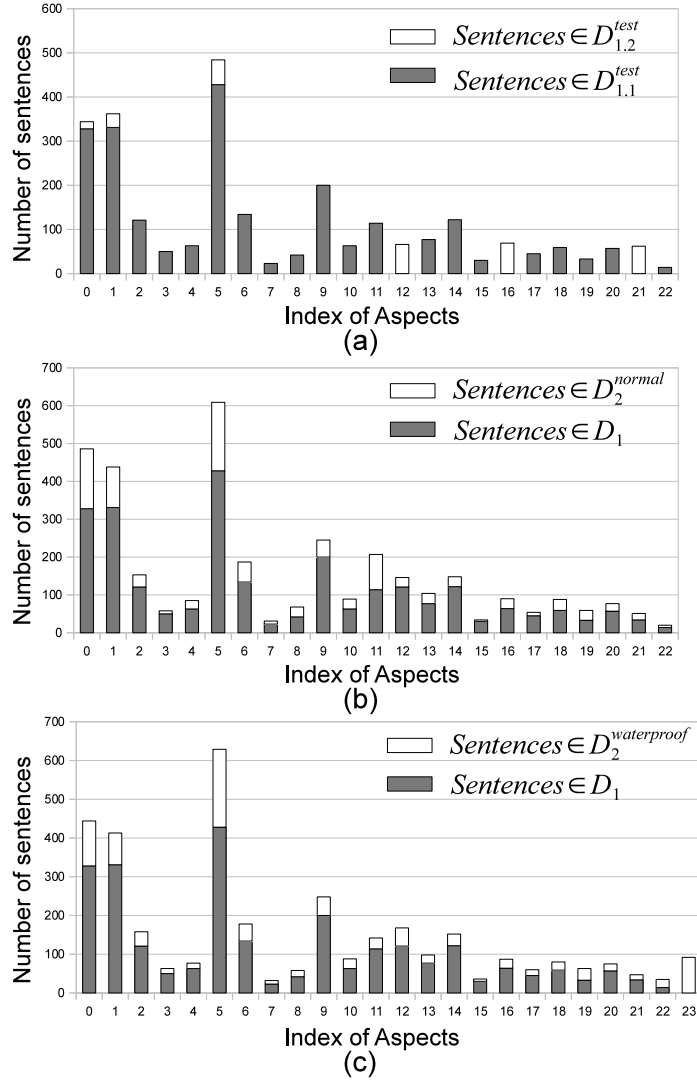 Number of sentences
600
500
400
300
200
100
0
Sentences ∈ D_{1.2}^{test}
Sentences ∈ D_{1.1}^{test}
0 1 2 3 4 5 6 7 8 9 10 11 12 13 14 15 16 17 18 19 20 21 22
Index of Aspects
(a)
Number of sentences
700
600
500
400
300
200
100
0
Sentences ∈ D_2^{normal}
Sentences ∈ D_1
0 1 2 3 4 5 6 7 8 9 10 11 12 13 14 15 16 17 18 19 20 21 22
Index of Aspects
(b)
Number of sentences
700
600
500
400
300
200
100
0
Sentences ∈ D_2^{waterproof}
Sentences ∈ D_1
0 1 2 3 4 5 6 7 8 9 10 11 12 13 14 15 16 17 18 19 20 21 22 23
Index of Aspects
(c)